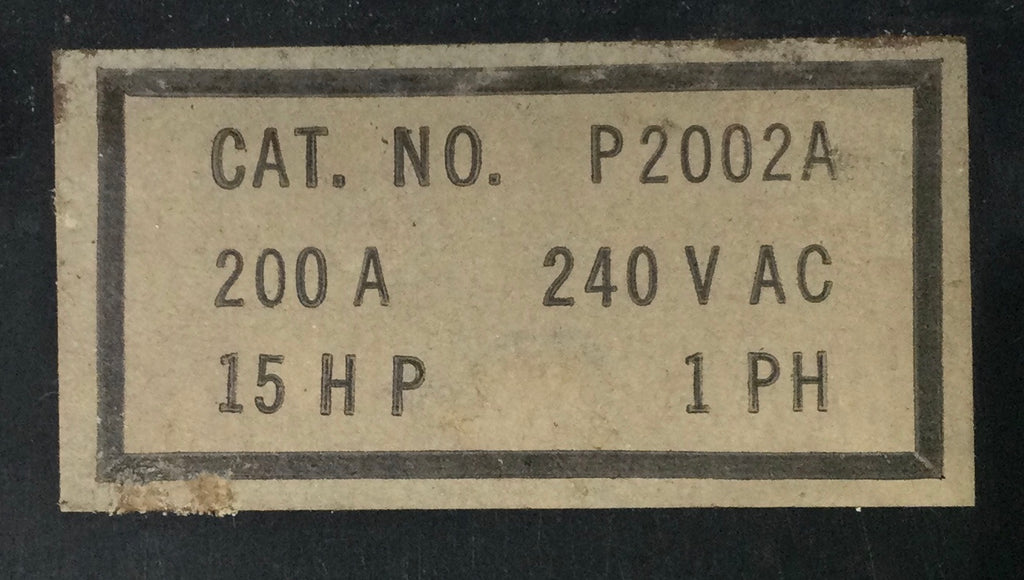 CAT. NO. P2002A
200 A 240 V AC
15 H P 1 PH